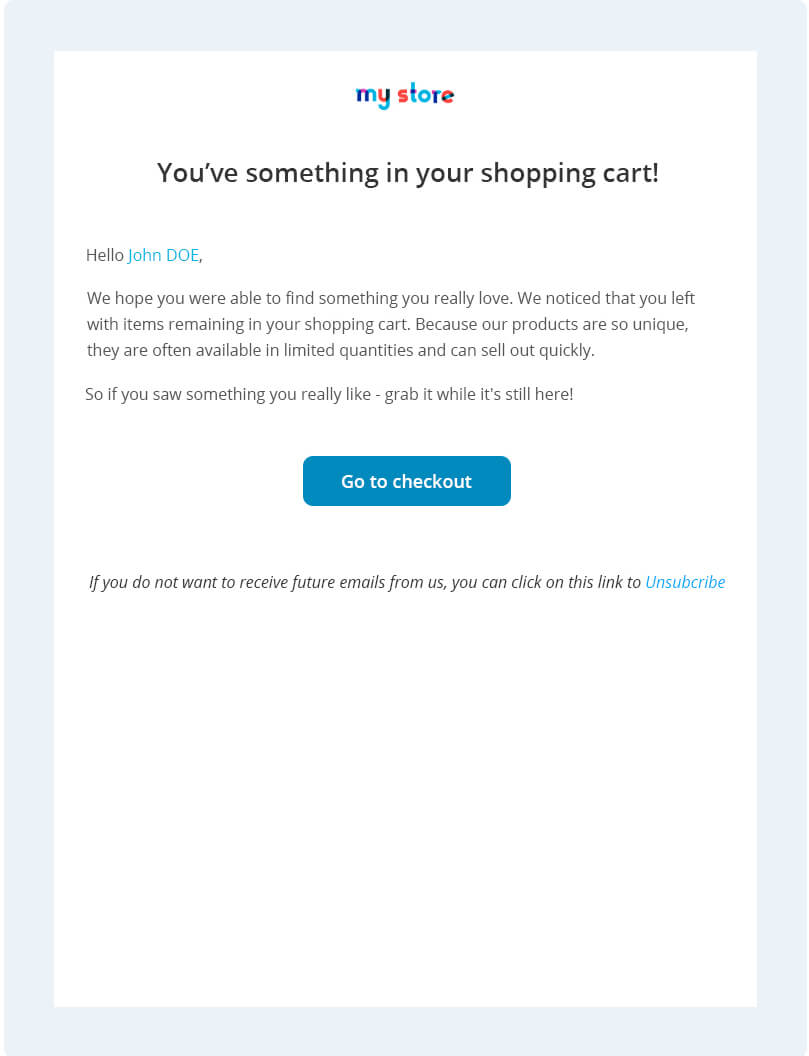 my store
You’ve something in your shopping cart!
Hello John DOE,
We hope you were able to find something you really love. We noticed that you left
with items remaining in your shopping cart. Because our products are so unique,
they are often available in limited quantities and can sell out quickly.
So if you saw something you really like - grab it while it's still here!
Go to checkout
If you do not want to receive future emails from us, you can click on this link to Unsubcribe